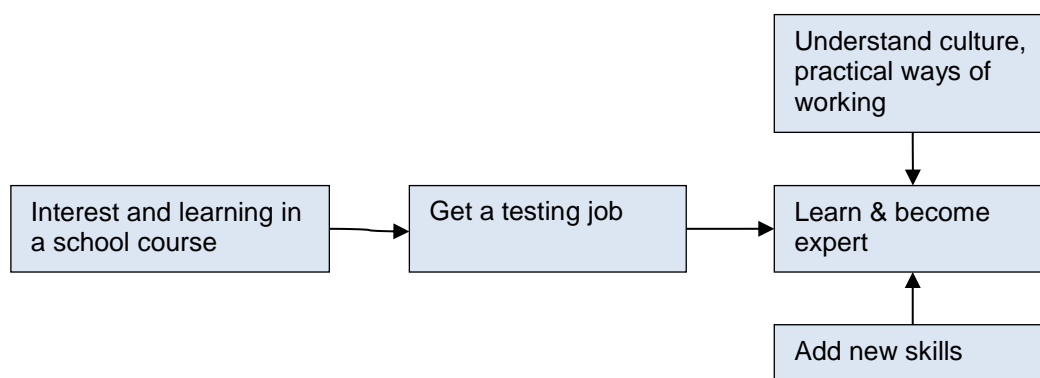 Understand culture,
practical ways of
working
Interest and learning in
a school course
Get a testing job
Learn & become
expert
Add new skills